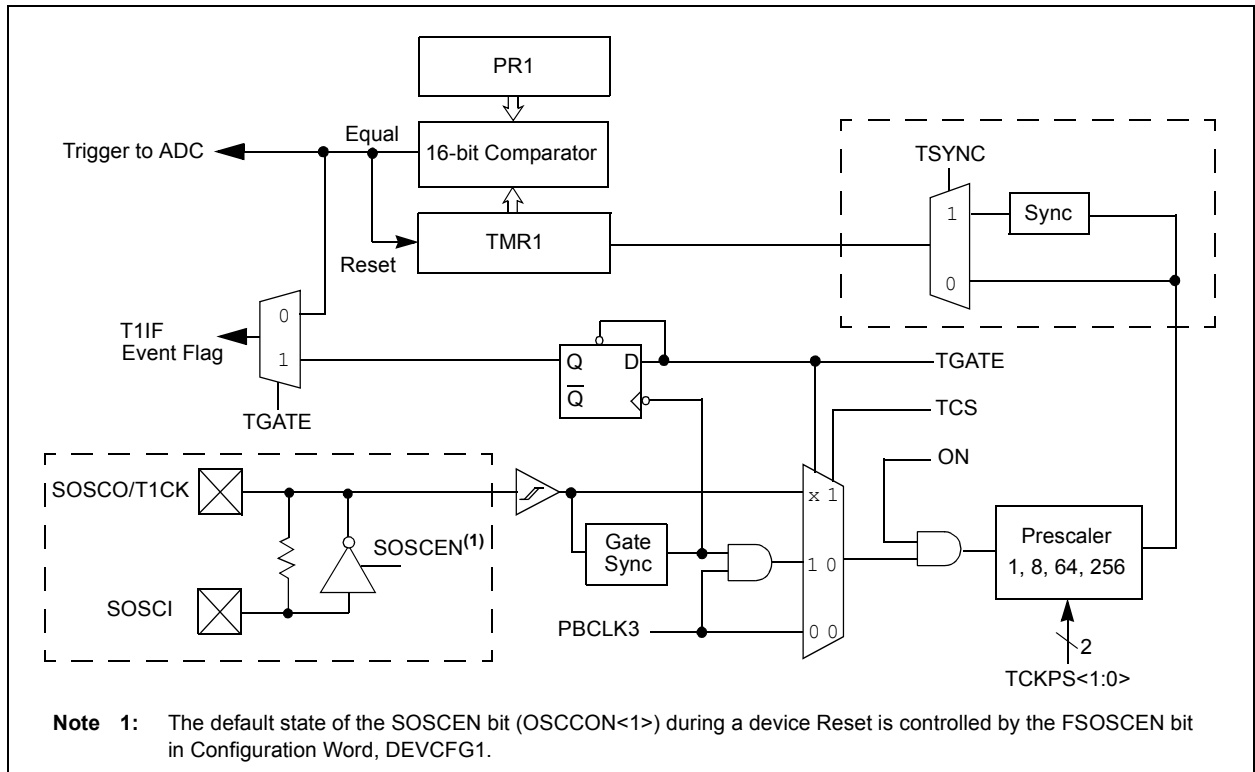 PR1
Equal
Trigger to ADC
16-bit Comparator
TSYNC
1
Sync
TMR1
Reset
0
0
T1IF
Event Flag
1
Q
D
Q̅
TGATE
TGATE
TCS
ON
SOSCO/T1CK
x 1
SOSCEN(1)
Gate
Sync
1 0
Prescaler
1, 8, 64, 256
SOSCI
PBCLK3
0 0
2
TCKPS<1:0>
Note 1: The default state of the SOSCEN bit (OSCCON<1>) during a device Reset is controlled by the FSOSCEN bit
in Configuration Word, DEVCFG1.